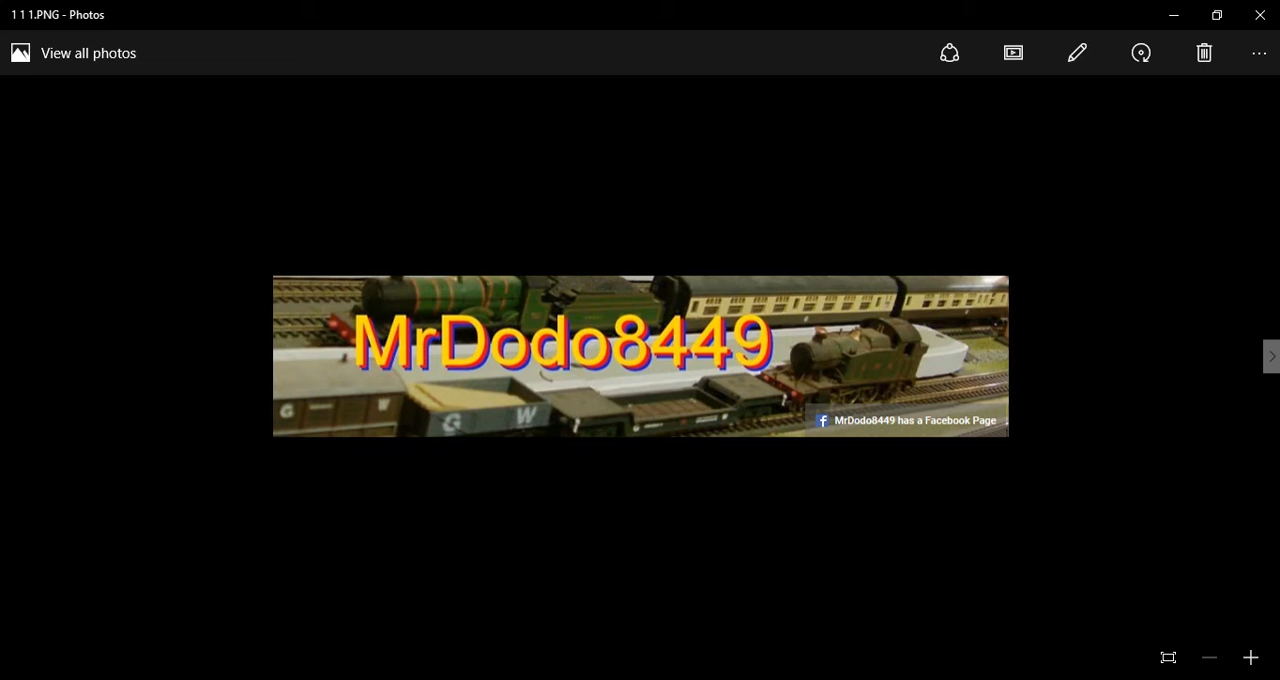 1 1 1.PNG - Photos
View all photos
MrDodo8449
G W
G W
f MrDodo8449 has a Facebook Page